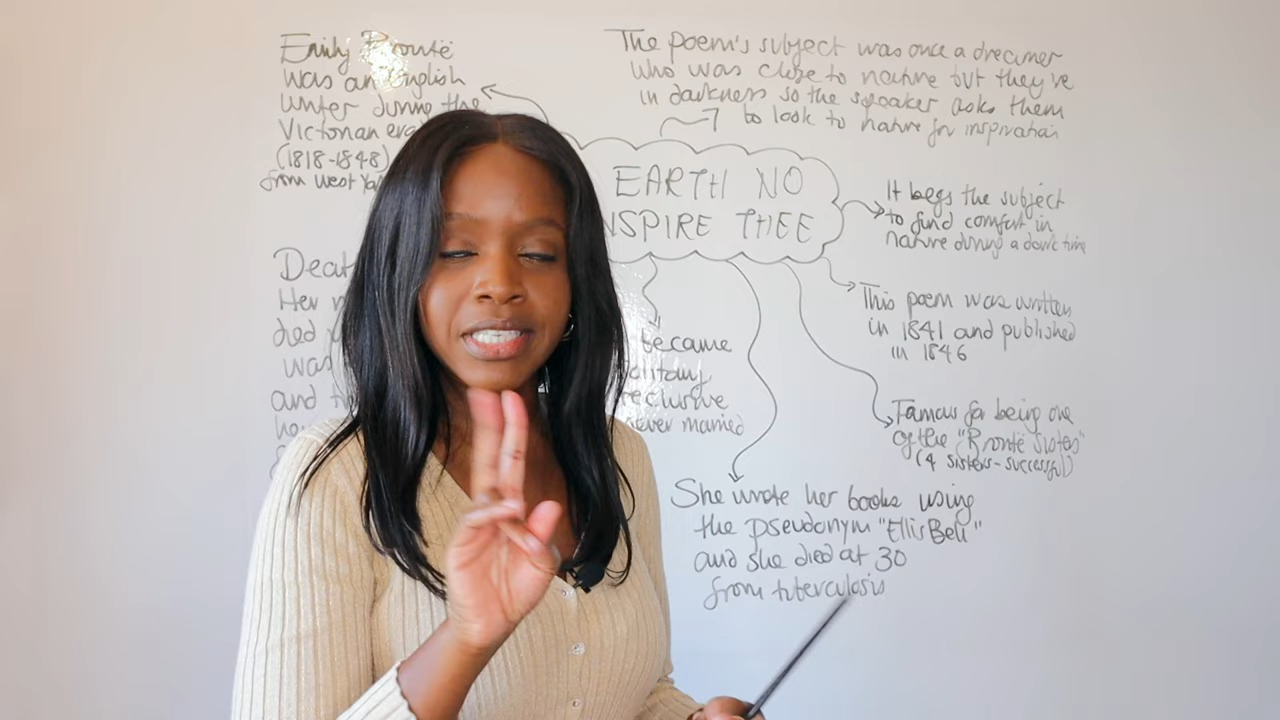 Emily Brontë
was an English
writer during the
Victorian era
(1818-1848)
from West
The poem's subject was once a dreamer
who was close to nature but they've
in darkness so the speaker asks them
to look to nature for inspiration
EARTH NO
INSPIRE THEE
It begs the subject
to find comfort in
nature during a dark time
This poem was written
in 1841 and published
in 1846
Famous for being one
of the "Brontë Sisters"
(4 sisters - successful)
She wrote her books using
the pseudonym "Ellis Bell"
and she died at 30
from tuberculosis
became
solitary
reclusive
never married
Her
died
was
and